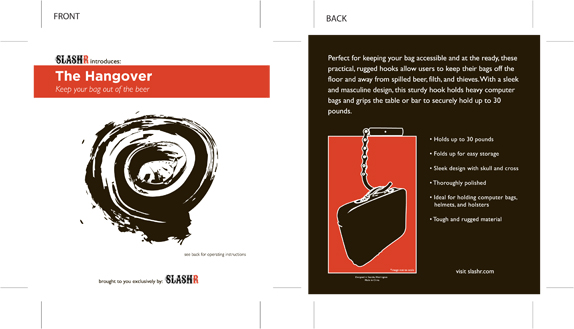 FRONT
SLASHR introduces:
The Hangover
Keep your bag out of the beer
see back for operating instructions
brought to you exclusively by: SLASHR
BACK
Perfect for keeping your bag accessible and at the ready, these
practical, rugged hooks allow users to keep their bags off the
floor and away from spilled beer, filth, and thieves. With a sleek
and masculine design, this sturdy hook holds heavy computer
bags and grips the table or bar to securely hold up to 30
pounds.
• Holds up to 30 pounds
• Folds up for easy storage
• Sleek design with skull and cross
• Thoroughly polished
• Ideal for holding computer bags,
helmets, and holsters
• Tough and rugged material
visit slashr.com